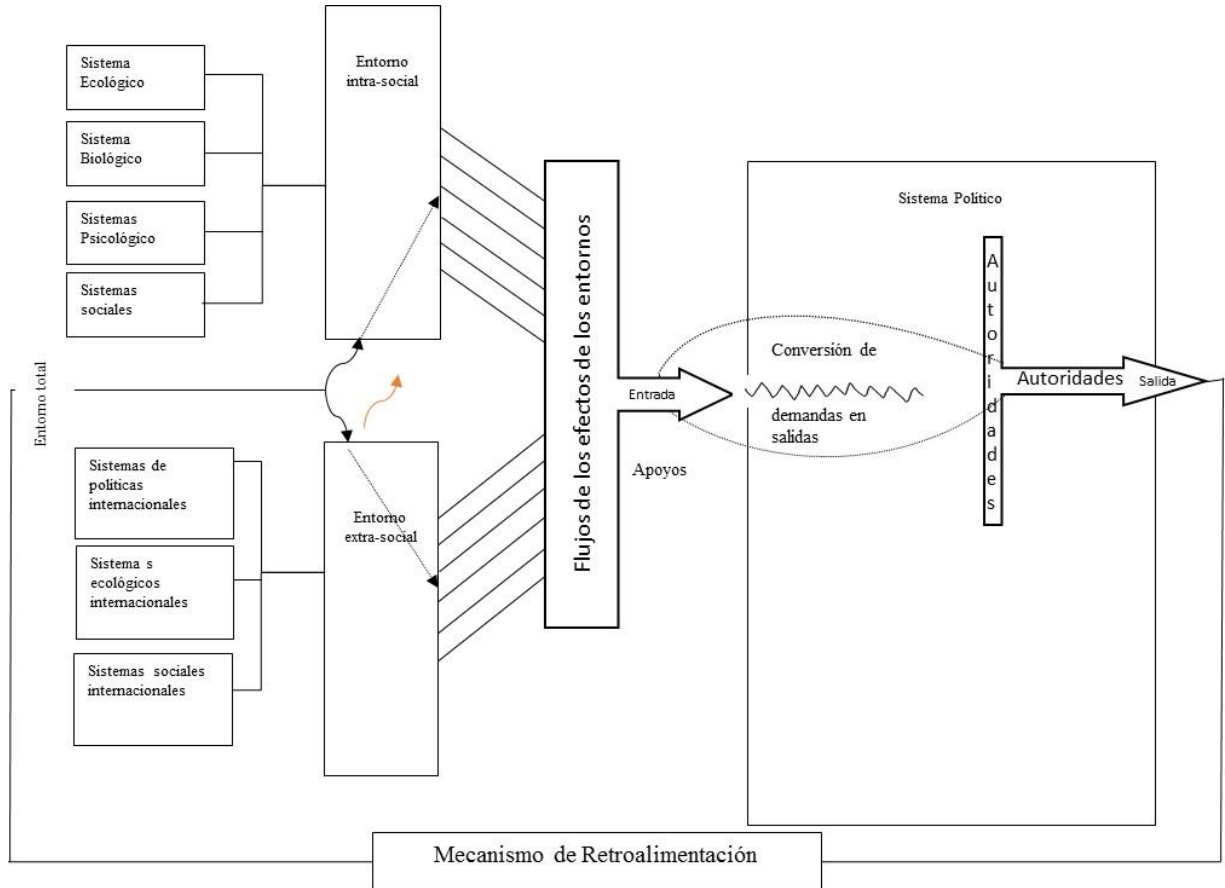 Entorno
intra-social
Sistema
Ecológico
Sistema
Biológico
Sistemas
Psicológico
Sistemas
sociales
Entorno total
Sistemas de
políticas
internacionales
Sistema s
ecológicos
internacionales
Sistemas sociales
internacionales
Entorno
extra-social
Flujos de los efectos de los entornos
Entrada
Apoyos
Sistema Político
Conversión de
demandas en
salidas
Autoridades
Autoridades
Salida
Mecanismo de Retroalimentación